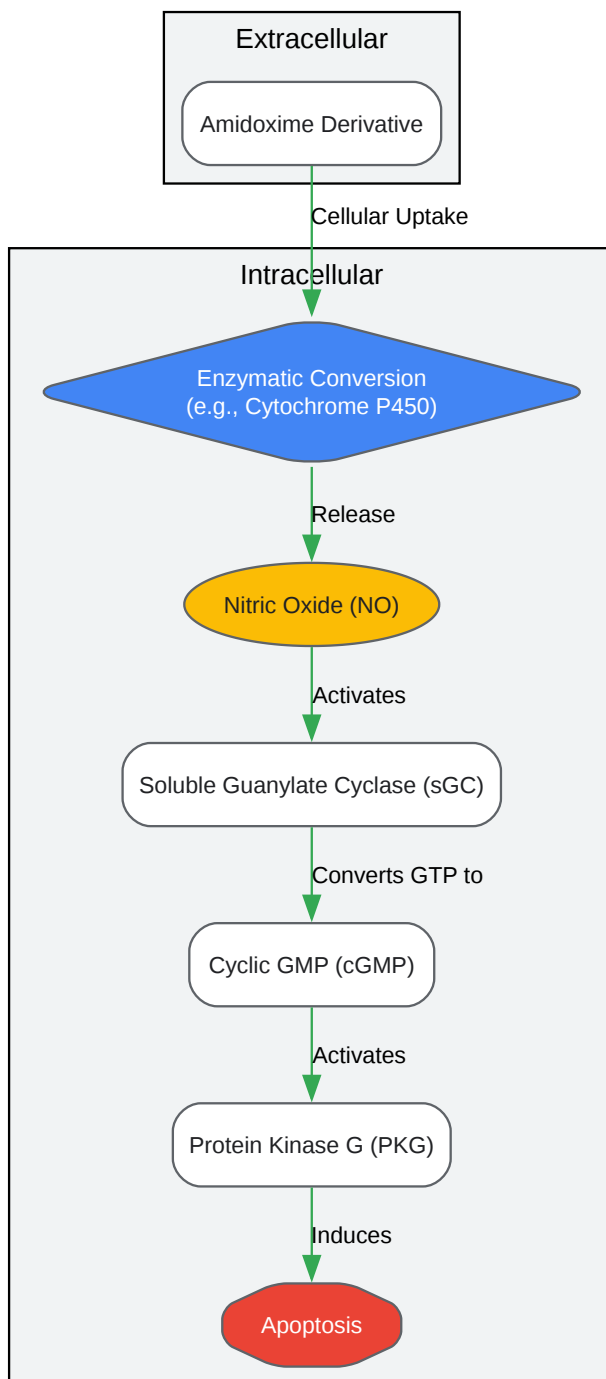 Extracellular
Amidoxime Derivative
Cellular Uptake
Intracellular
Enzymatic Conversion
(e.g., Cytochrome P450)
Release
Nitric Oxide (NO)
Activates
Soluble Guanylate Cyclase (sGC)
Converts GTP to
Cyclic GMP (cGMP)
Activates
Protein Kinase G (PKG)
Induces
Apoptosis